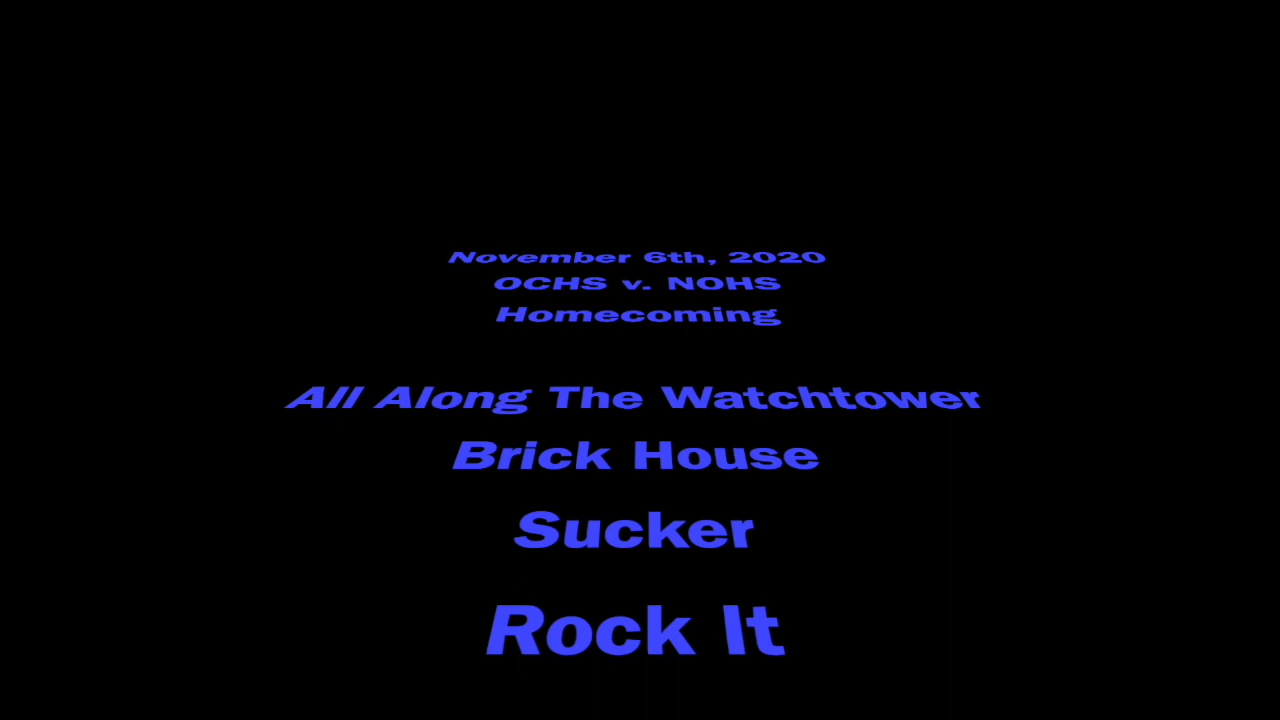 November 6th, 2020
OCHS v. NOHS
Homecoming
All Along The Watchtower
Brick House
Sucker
Rock It